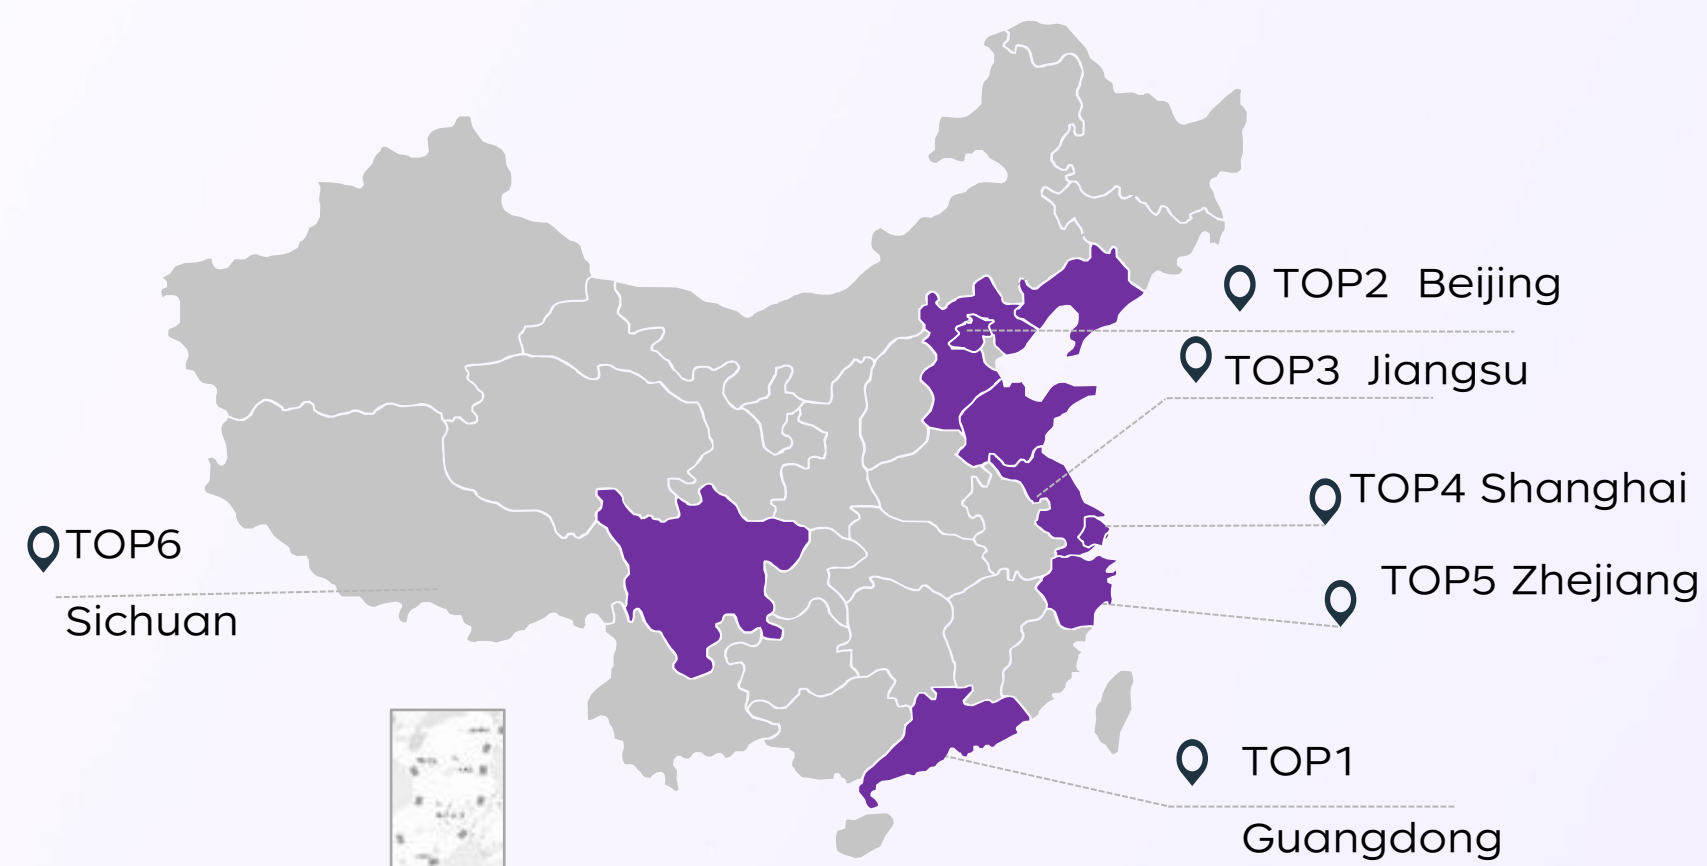 TOP2 Beijing
TOP3 Jiangsu
TOP4 Shanghai
TOP6
Sichuan
TOP5 Zhejiang
TOP1
Guangdong